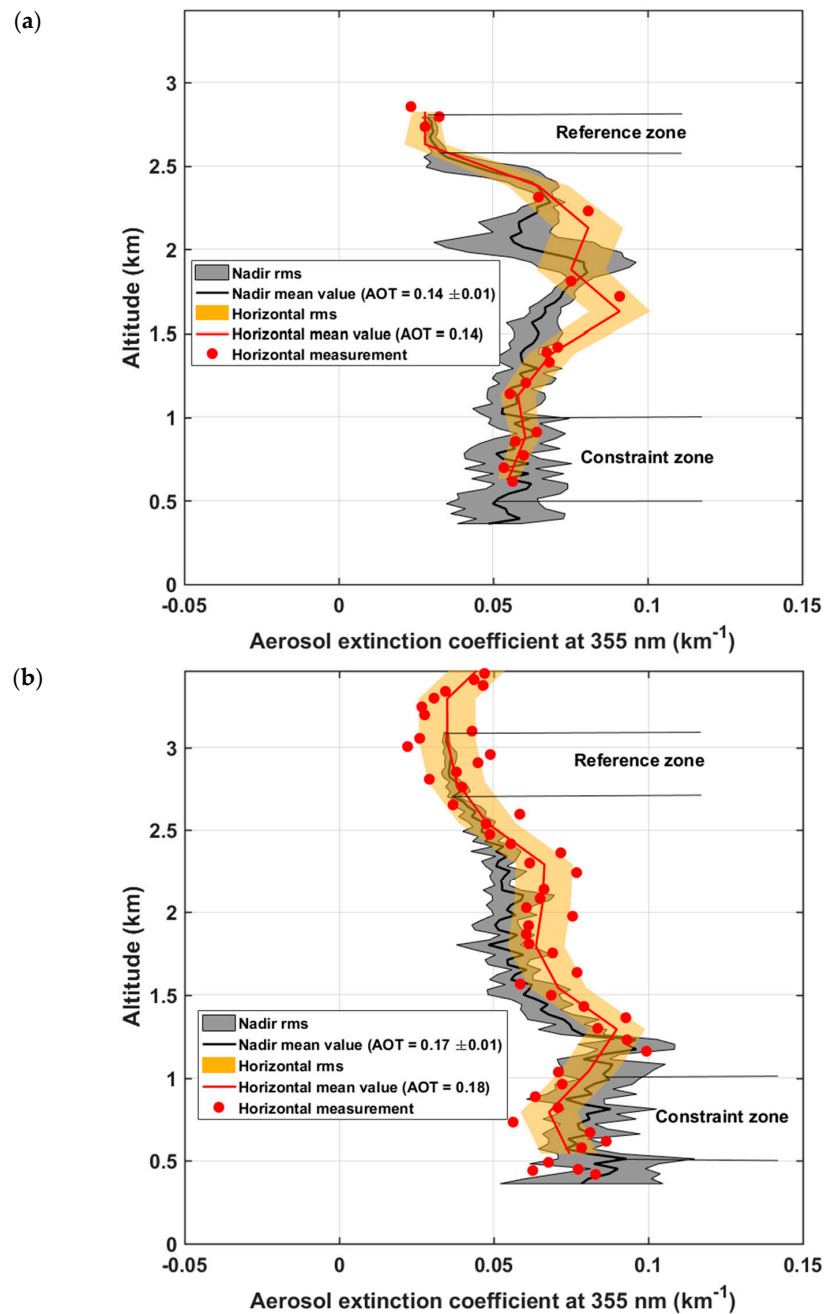 (a)
3
Reference zone
2.5
2
Altitude (km)
Nadir rms
Nadir mean value (AOT = 0.14 ±0.01)
Horizontal rms
Horizontal mean value (AOT = 0.14)
Horizontal measurement
1.5
1
Constraint zone
0.5
0
-0.05 0 0.05 0.1 0.15
Aerosol extinction coefficient at 355 nm (km⁻¹)
(b)
3
Reference zone
2.5
2
Altitude (km)
1.5
Nadir rms
Nadir mean value (AOT = 0.17 ±0.01)
Horizontal rms
Horizontal mean value (AOT = 0.18)
Horizontal measurement
1
Constraint zone
0.5
0
-0.05 0 0.05 0.1 0.15
Aerosol extinction coefficient at 355 nm (km⁻¹)